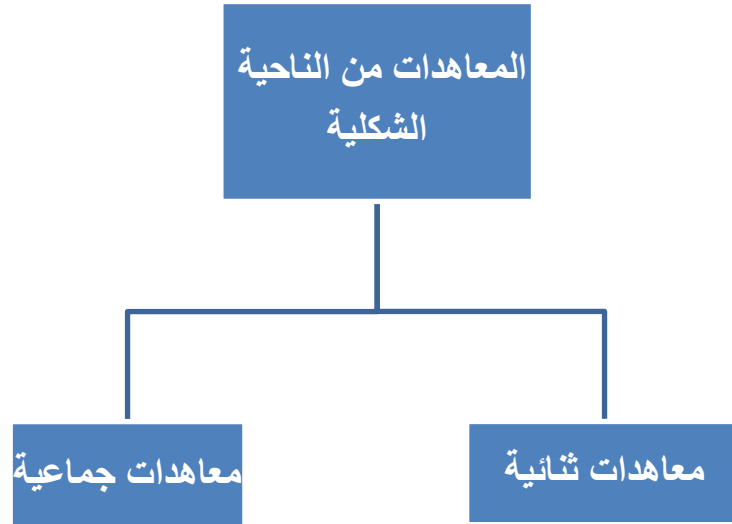 المعاهدات من الناحية
الشكلية
معاهدات ثنائية
معاهدات جماعية